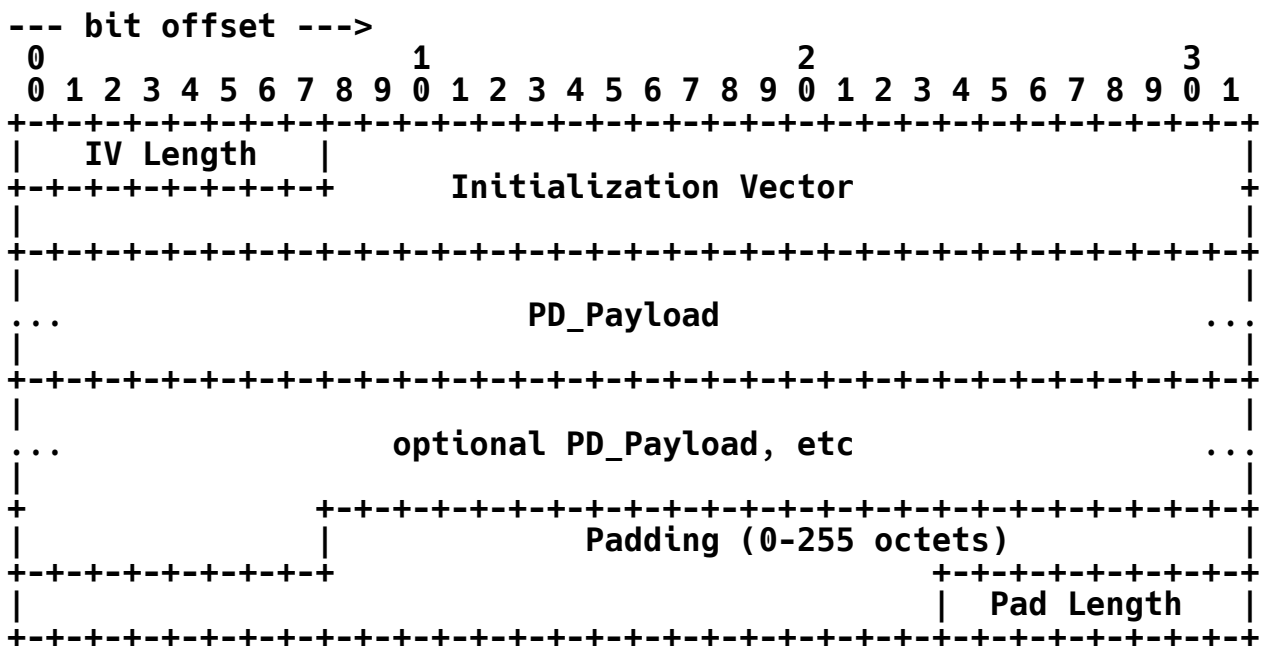 --- bit offset --->
 0                   1                   2                   3
 0 1 2 3 4 5 6 7 8 9 0 1 2 3 4 5 6 7 8 9 0 1 2 3 4 5 6 7 8 9 0 1
+-+-+-+-+-+-+-+-+-+-+-+-+-+-+-+-+-+-+-+-+-+-+-+-+-+-+-+-+-+-+-+-+
|   IV Length   |                                               |
+-+-+-+-+-+-+-+-+      Initialization Vector                    +
|                                                               |
+-+-+-+-+-+-+-+-+-+-+-+-+-+-+-+-+-+-+-+-+-+-+-+-+-+-+-+-+-+-+-+-+
|                                                               |
...                        PD_Payload                         ...
|                                                               |
+-+-+-+-+-+-+-+-+-+-+-+-+-+-+-+-+-+-+-+-+-+-+-+-+-+-+-+-+-+-+-+-+
|                                                               |
...                 optional PD_Payload, etc                  ...
|                                                               |
+               +-+-+-+-+-+-+-+-+-+-+-+-+-+-+-+-+-+-+-+-+-+-+-+-+
|               |             Padding (0-255 octets)            |
+-+-+-+-+-+-+-+-+                               +-+-+-+-+-+-+-+-+
|                                               |  Pad Length   |
+-+-+-+-+-+-+-+-+-+-+-+-+-+-+-+-+-+-+-+-+-+-+-+-+-+-+-+-+-+-+-+-+